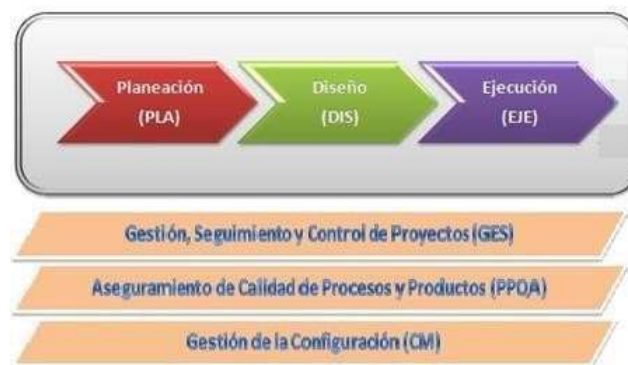 Planeación
(PLA)
Diseño
(DIS)
Ejecución
(EJE)
Gestión, Seguimiento y Control de Proyectos (GES)
Aseguramiento de Calidad de Procesos y Productos (PPQA)
Gestión de la Configuración (CM)